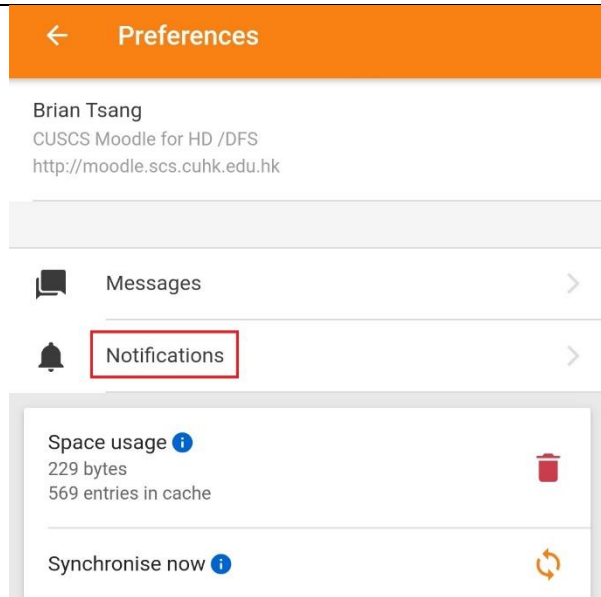 Preferences
Brian Tsang
CUSCS Moodle for HD /DFS
http://moodle.scs.cuhk.edu.hk
Messages
Notifications
Space usage
229 bytes
569 entries in cache
Synchronise now